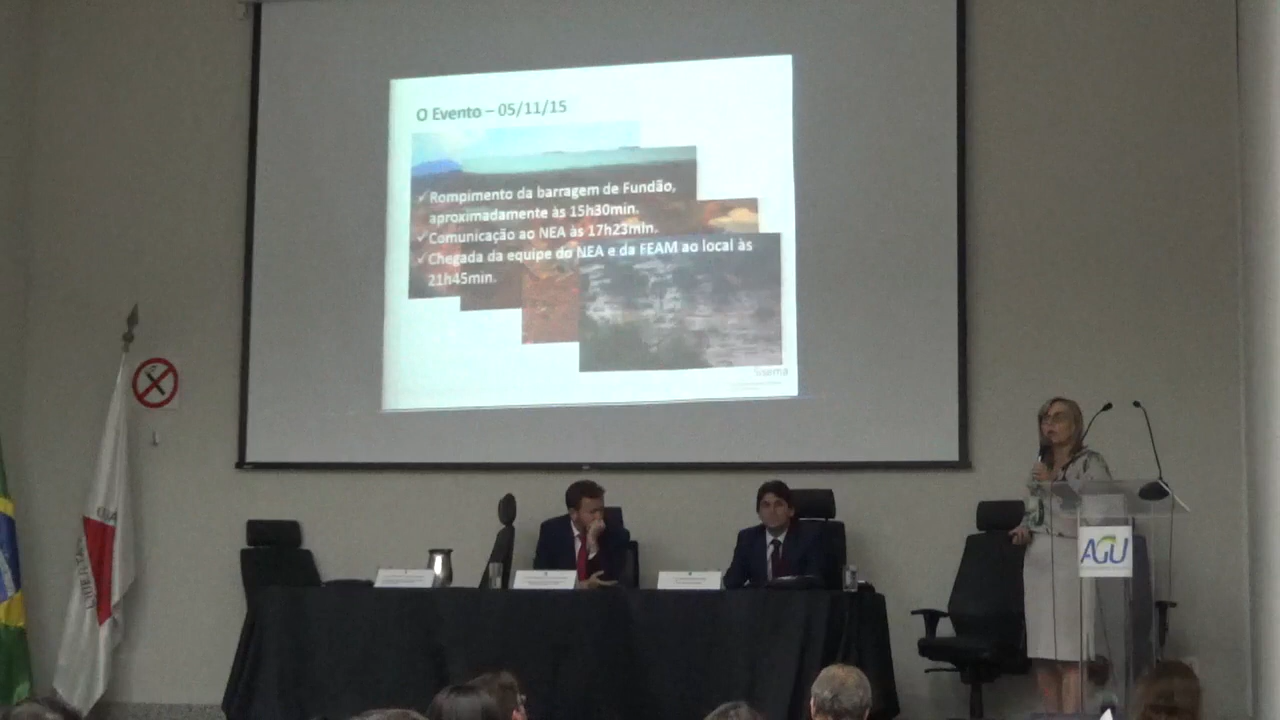 O Evento – 05/11/15
✓Rompimento da barragem de Fundão,
aproximadamente às 15h30min.
✓Comunicação ao NEA às 17h23min.
✓Chegada da equipe do NEA e da FEAM ao local às
21h45min.
Sisema
AGU